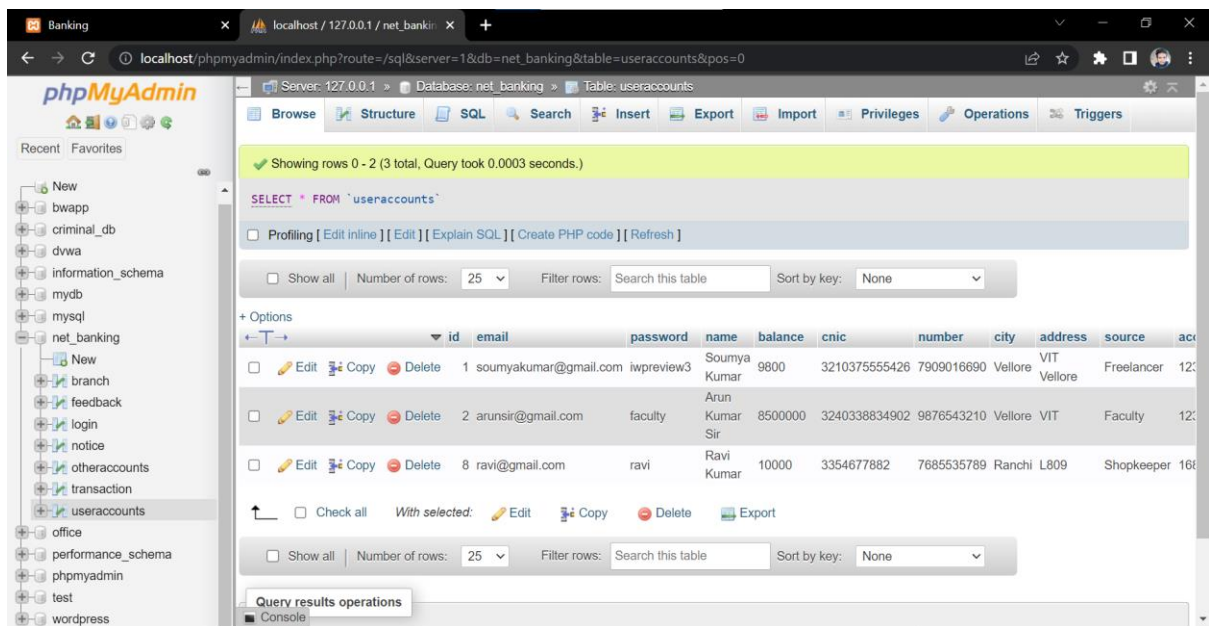 Banking
localhost / 127.0.0.1 / net_bankin
localhost/phpmyadmin/index.php?route=/sql&server=1&db=net_banking&table=useraccounts&pos=0
phpMyAdmin
Recent Favorites
New
bwapp
criminal_db
dvwa
information_schema
mydb
mysql
net_banking
New
branch
feedback
login
notice
otheraccounts
transaction
useraccounts
office
performance_schema
phpmyadmin
test
wordpress
Server: 127.0.0.1 » Database: net_banking » Table: useraccounts
Browse Structure SQL Search Insert Export Import Privileges Operations Triggers
Showing rows 0 - 2 (3 total, Query took 0.0003 seconds.)
SELECT * FROM `useraccounts`
Profiling [ Edit inline ] [ Edit ] [ Explain SQL ] [ Create PHP code ] [ Refresh ]
Show all | Number of rows: 25 Filter rows: Search this table Sort by key: None
+ Options
←T→ id email password name balance cnic number city address source acc
Edit Copy Delete 1 soumyakumar@gmail.com iwpreview3 Soumya Kumar 9800 3210375555426 7909016690 Vellore VIT Vellore Freelancer 123
Edit Copy Delete 2 arunsir@gmail.com faculty Arun Kumar Sir 8500000 3240338834902 9876543210 Vellore VIT Faculty 123
Edit Copy Delete 8 ravi@gmail.com ravi Ravi Kumar 10000 3354677882 7685535789 Ranchi L809 Shopkeeper 168
Check all With selected: Edit Copy Delete Export
Show all | Number of rows: 25 Filter rows: Search this table Sort by key: None
Query results operations
Console